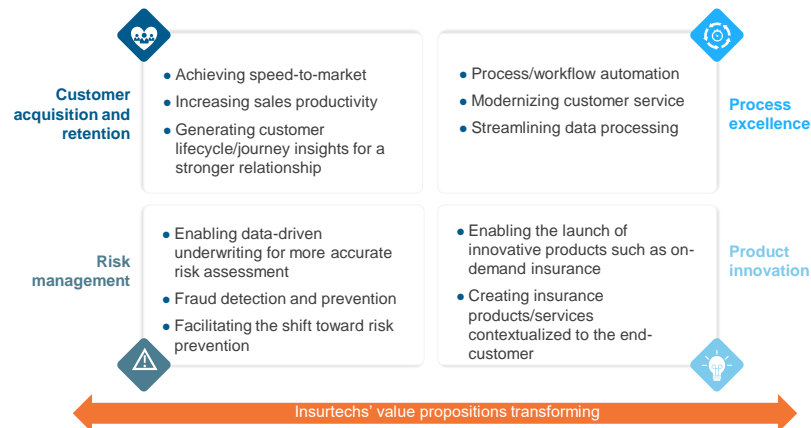 Customer
acquisition and
retention
● Achieving speed-to-market
● Increasing sales productivity
● Generating customer
lifecycle/journey insights for a
stronger relationship
● Process/workflow automation
● Modernizing customer service
● Streamlining data processing
Process
excellence
Risk
management
● Enabling data-driven
underwriting for more accurate
risk assessment
● Fraud detection and prevention
● Facilitating the shift toward risk
prevention
● Enabling the launch of
innovative products such as on-
demand insurance
● Creating insurance
products/services
contextualized to the end-
customer
Product
innovation
Insurtechs' value propositions transforming